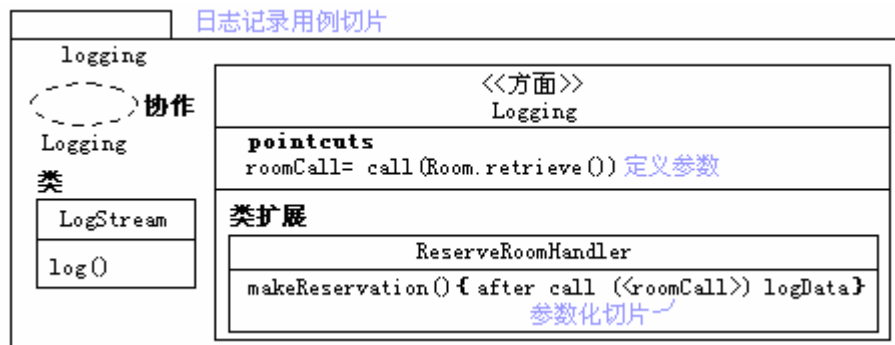 日志记录用例切片
logging
协作
Logging
类
LogStream
log()
<<方面>>
Logging
pointcuts
roomCall= call(Room.retrieve()) 定义参数
类扩展
ReserveRoomHandler
makeReservation(){ after call (<roomCall>) logData}
参数化切片